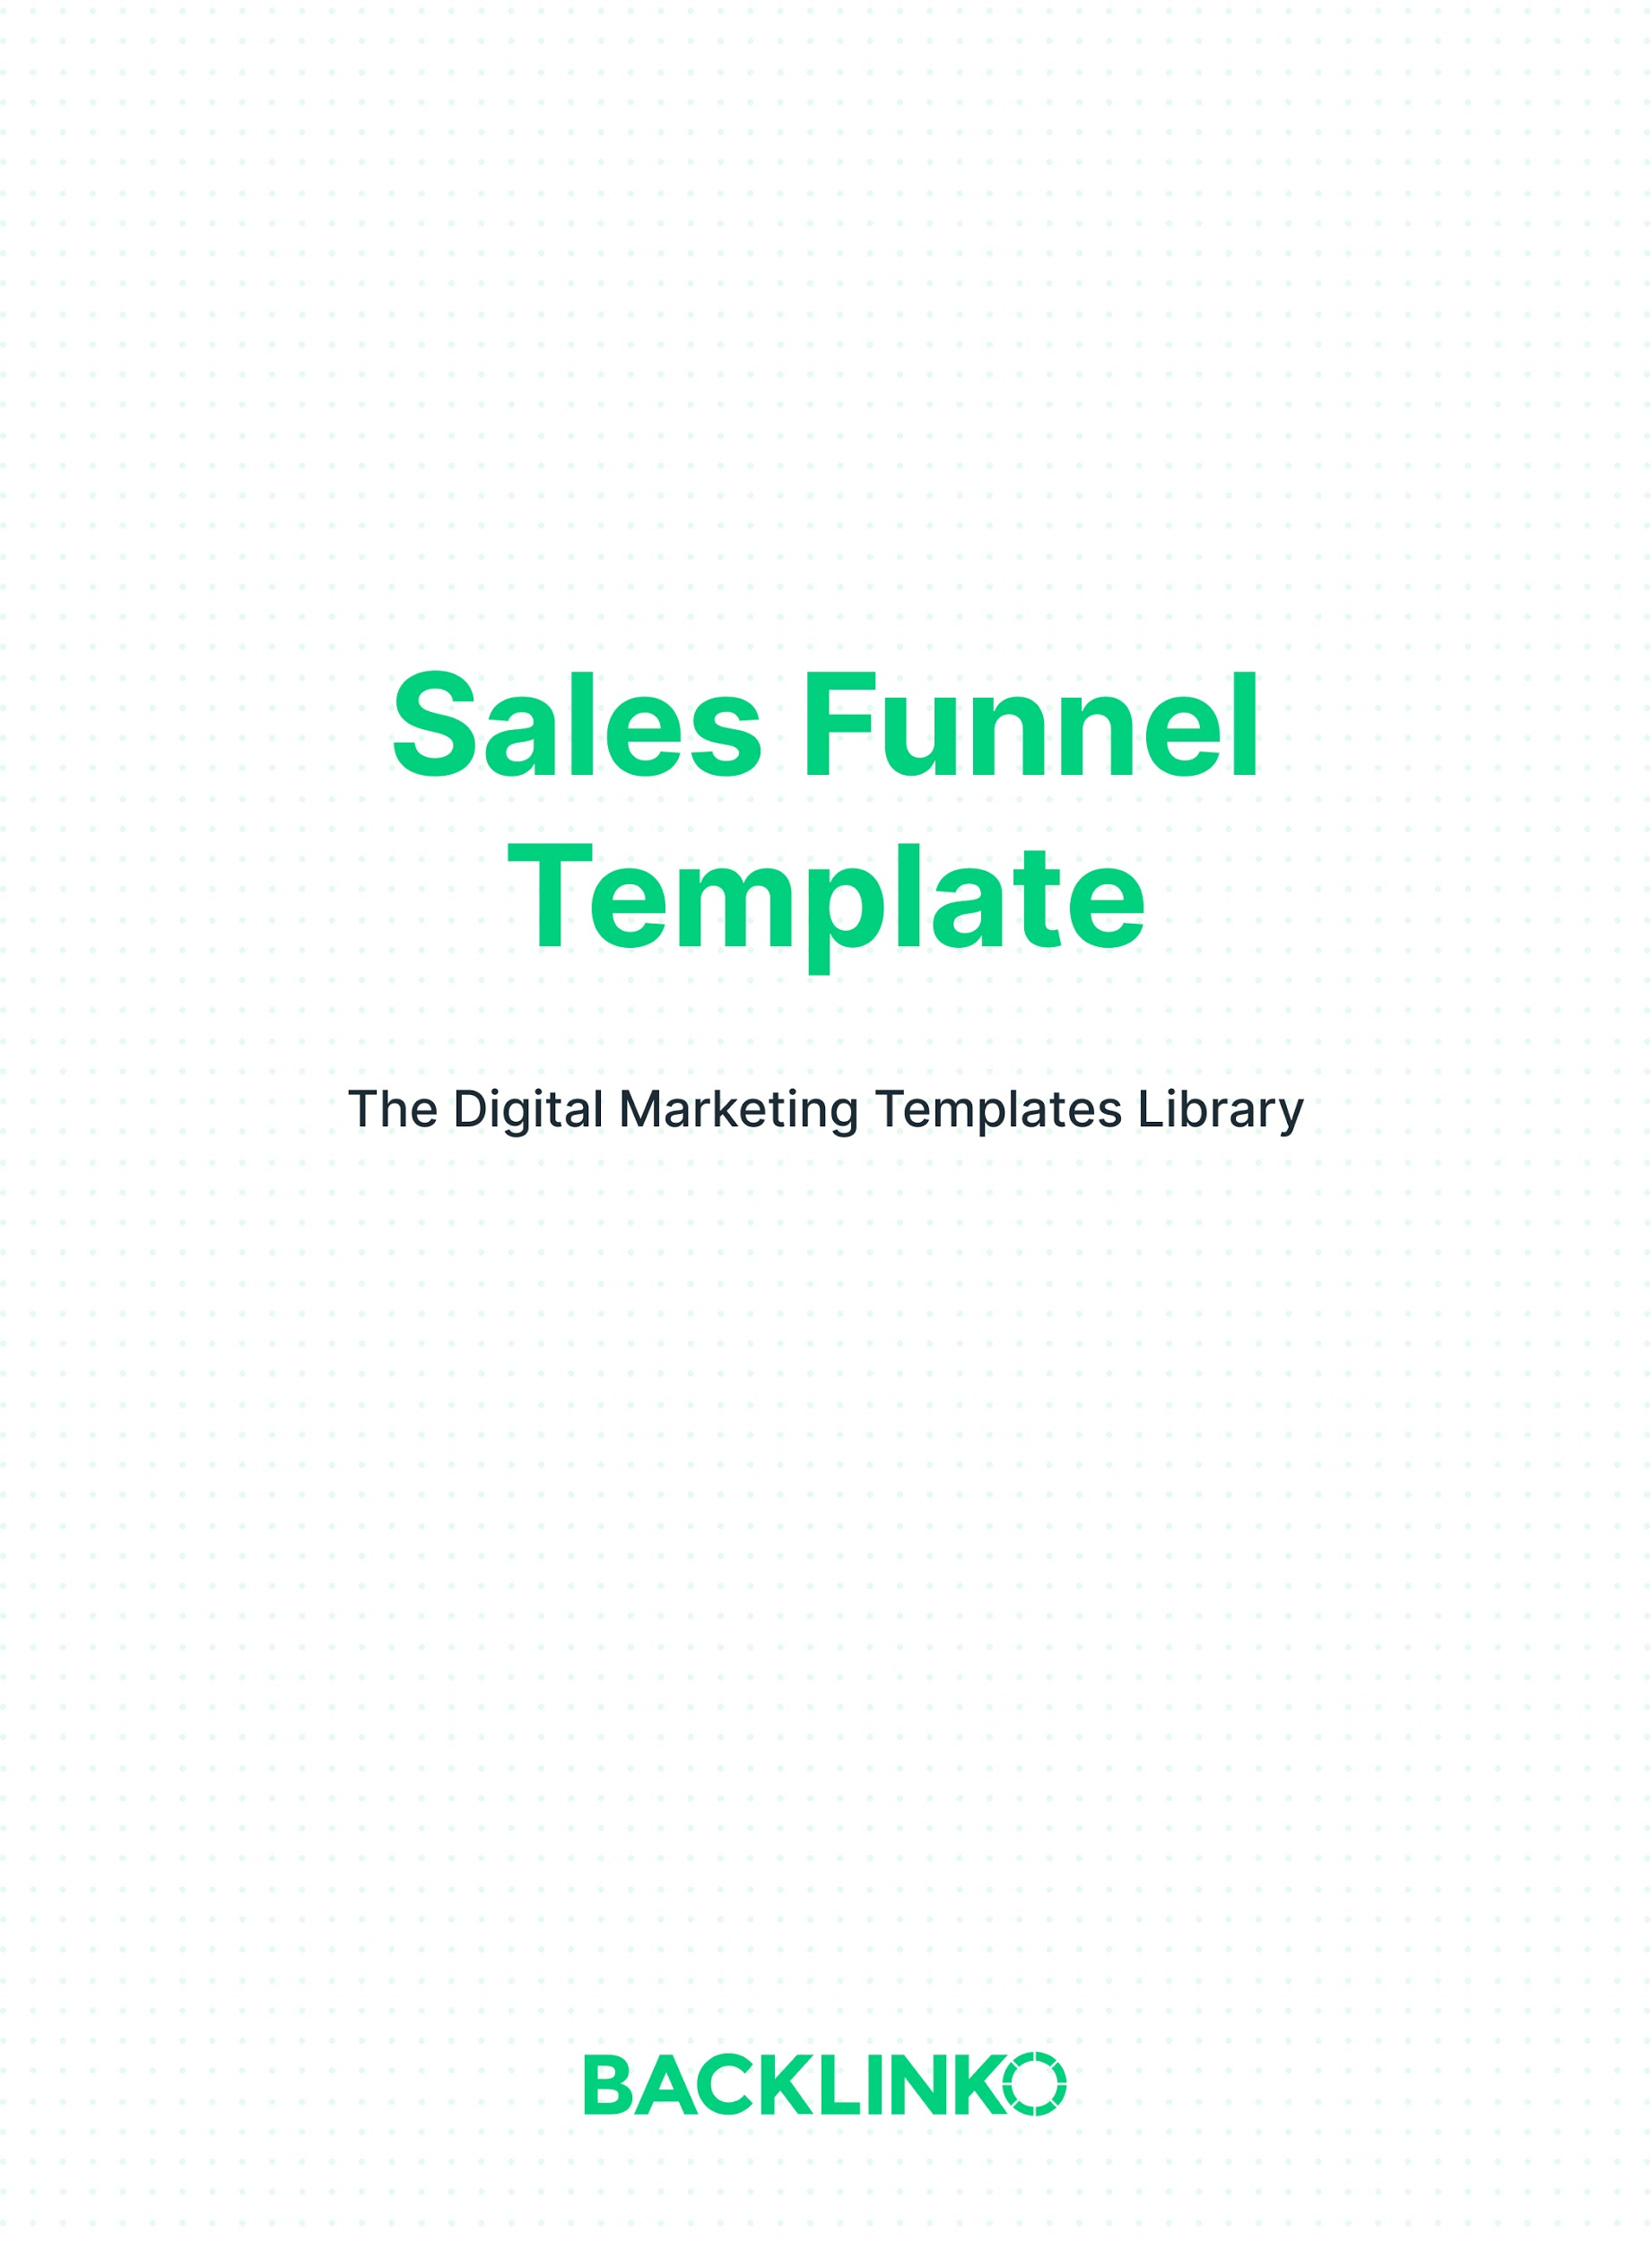 Sales Funnel
Template
The Digital Marketing Templates Library
BACKLINKO